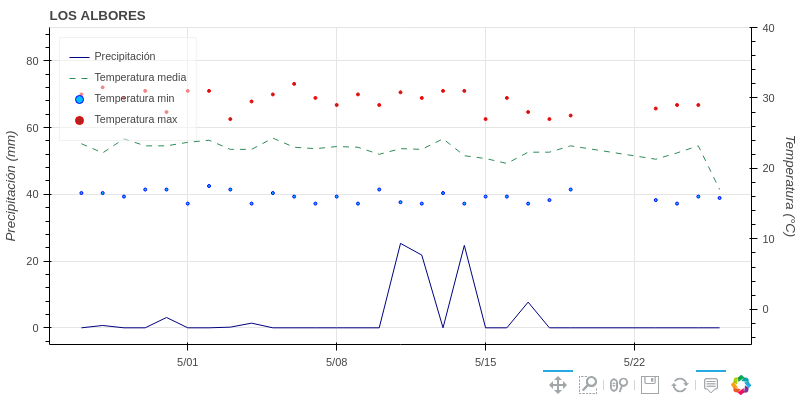 LOS ALBORES
Precipitación
Temperatura media
Temperatura min
Temperatura max
Precipitación (mm)
80
60
40
20
0
Temperatura (°C)
40
30
20
10
0
5/01
5/08
5/15
5/22